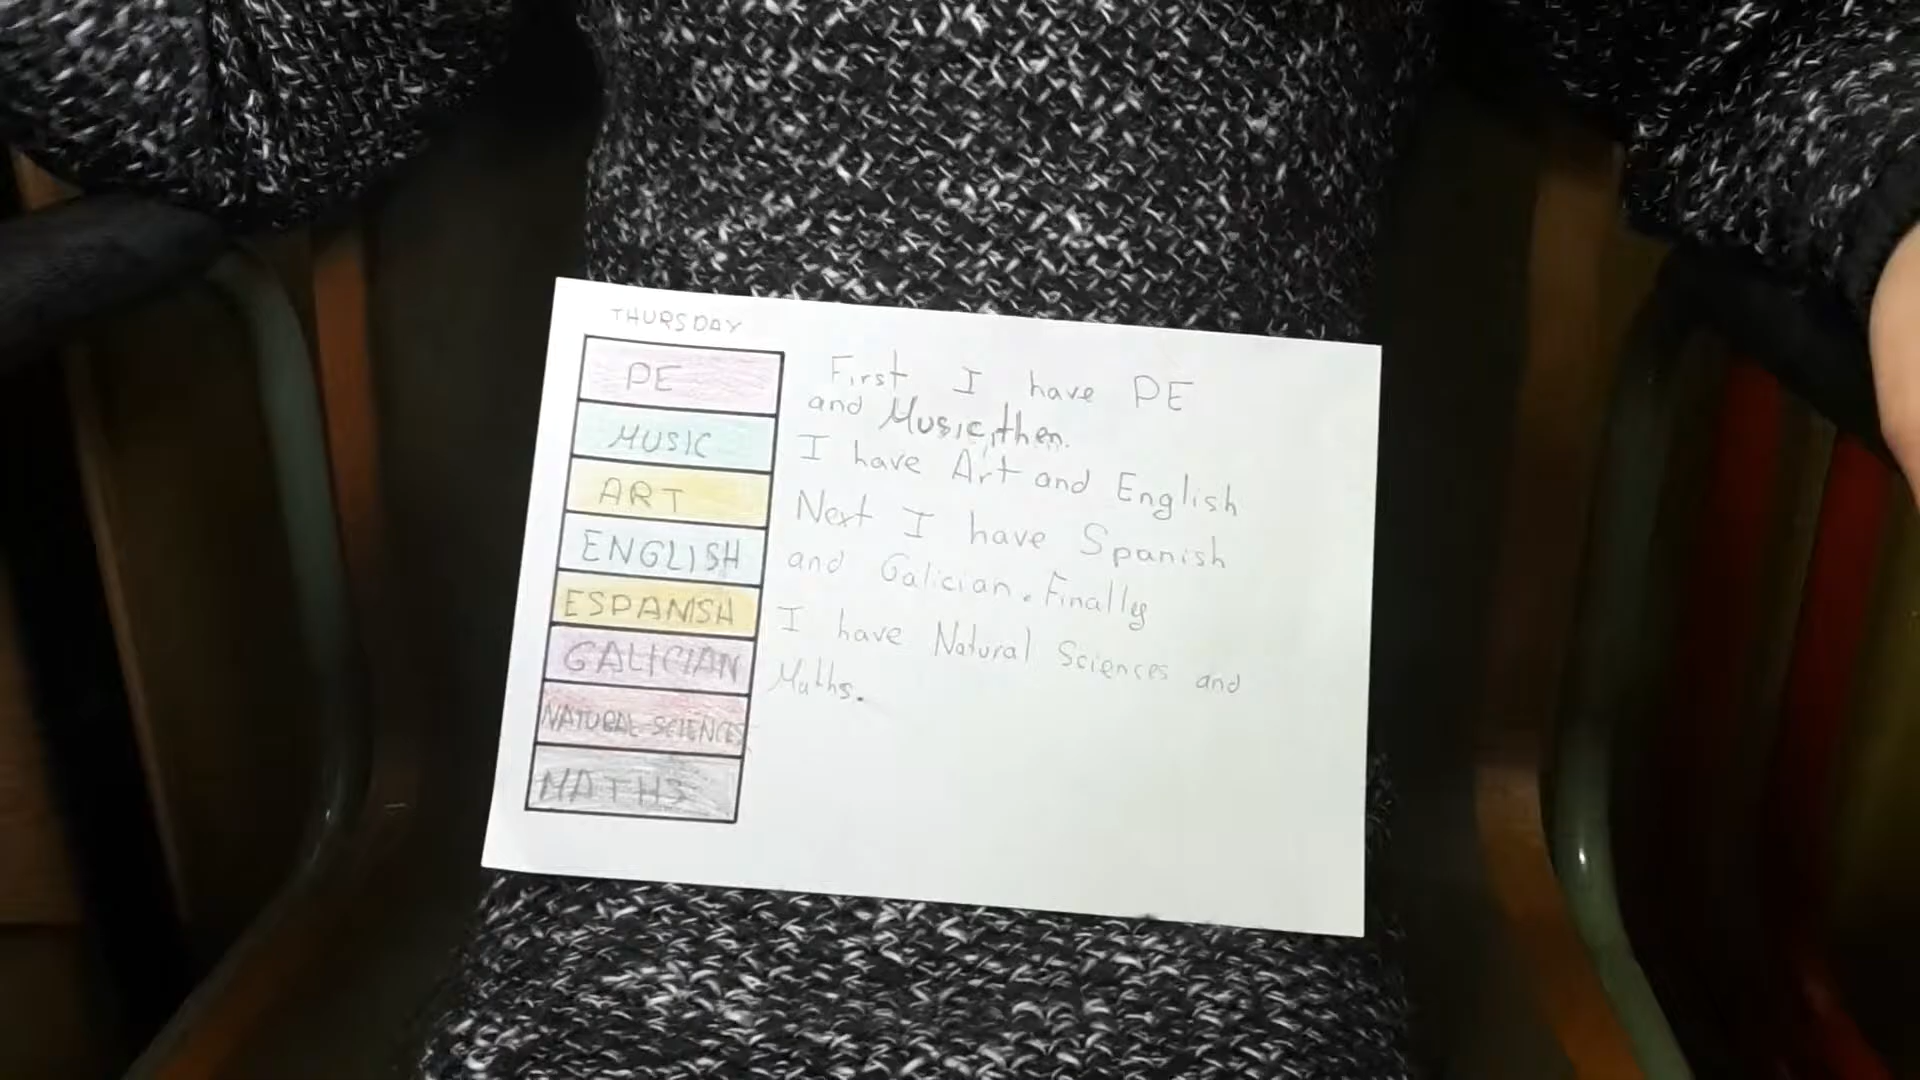 THURSDAY
PE
MUSIC
ART
ENGLISH
ESPANISH
GALICIAN
NATURAL SCIENCES
MATHS
First I have PE
and Music, then.
I have Art and English
Next I have Spanish
and Galician. Finally
I have Natural Sciences and
Maths.